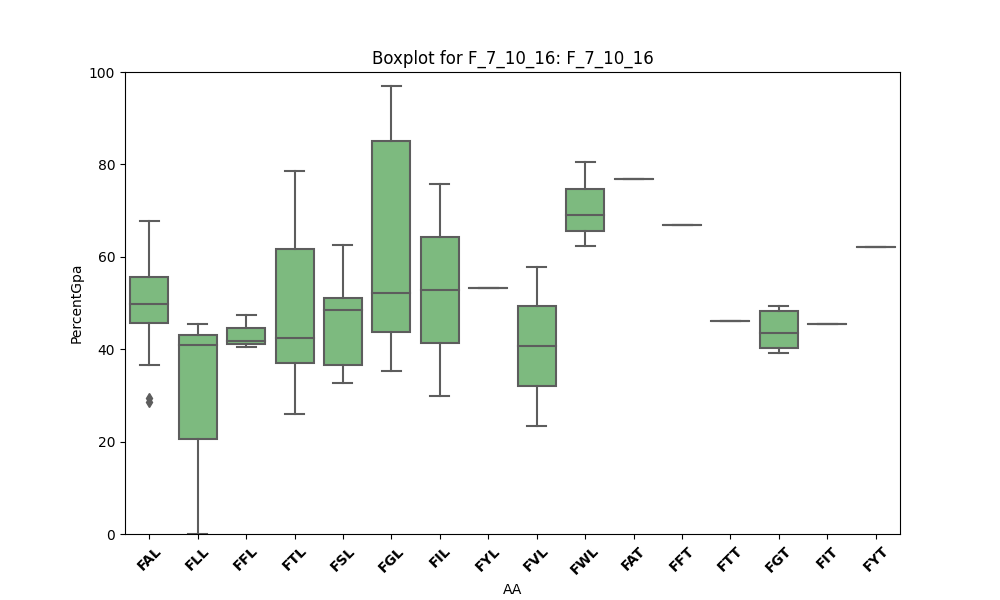 Boxplot for F_7_10_16: F_7_10_16
PercentGpa
100
80
60
40
20
0
FAL FLL FFL FTL FSL FGL FIL FYL FVL FWL FAT FFT FTT FGT FIT FYT
AA